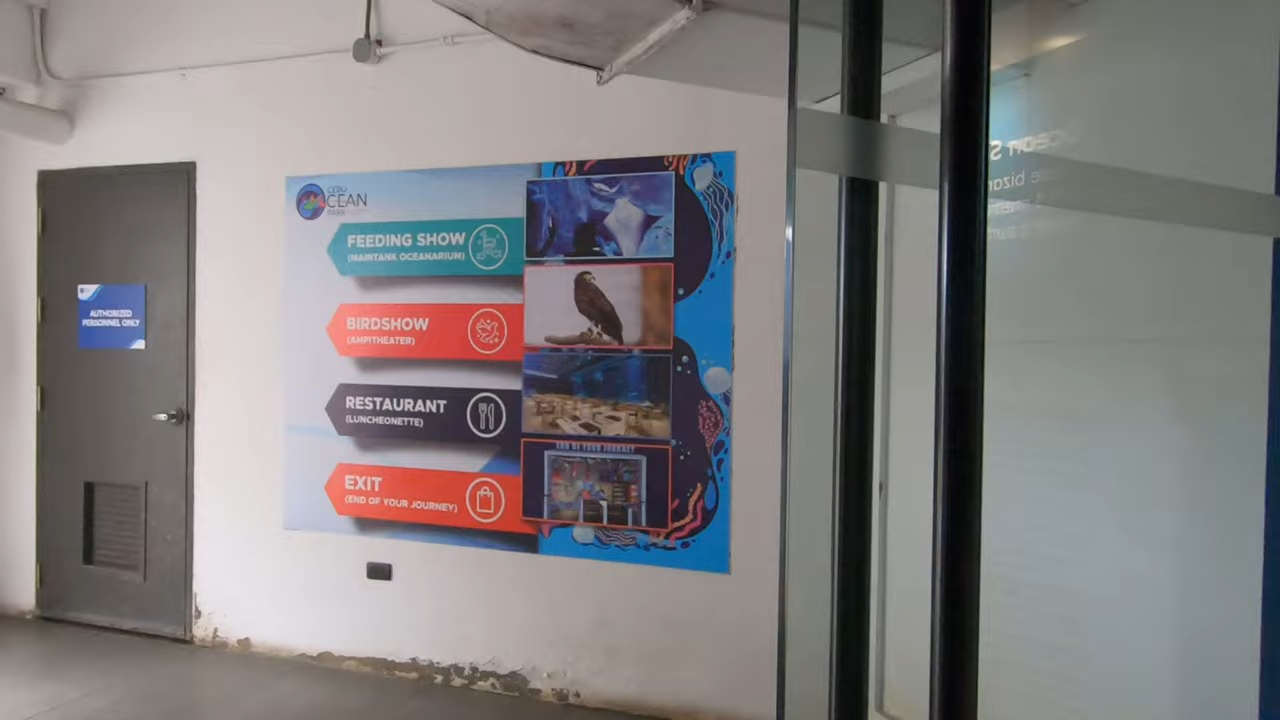 AUTHORIZED
PERSONNEL ONLY
CEBU
OCEAN
PARK
FEEDING SHOW
(MAINTANK OCEANARIUM)
BIRDSHOW
(AMPITHEATER)
RESTAURANT
(LUNCHEONETTE)
EXIT
(END OF YOUR JOURNEY)
END OF YOUR JOURNEY